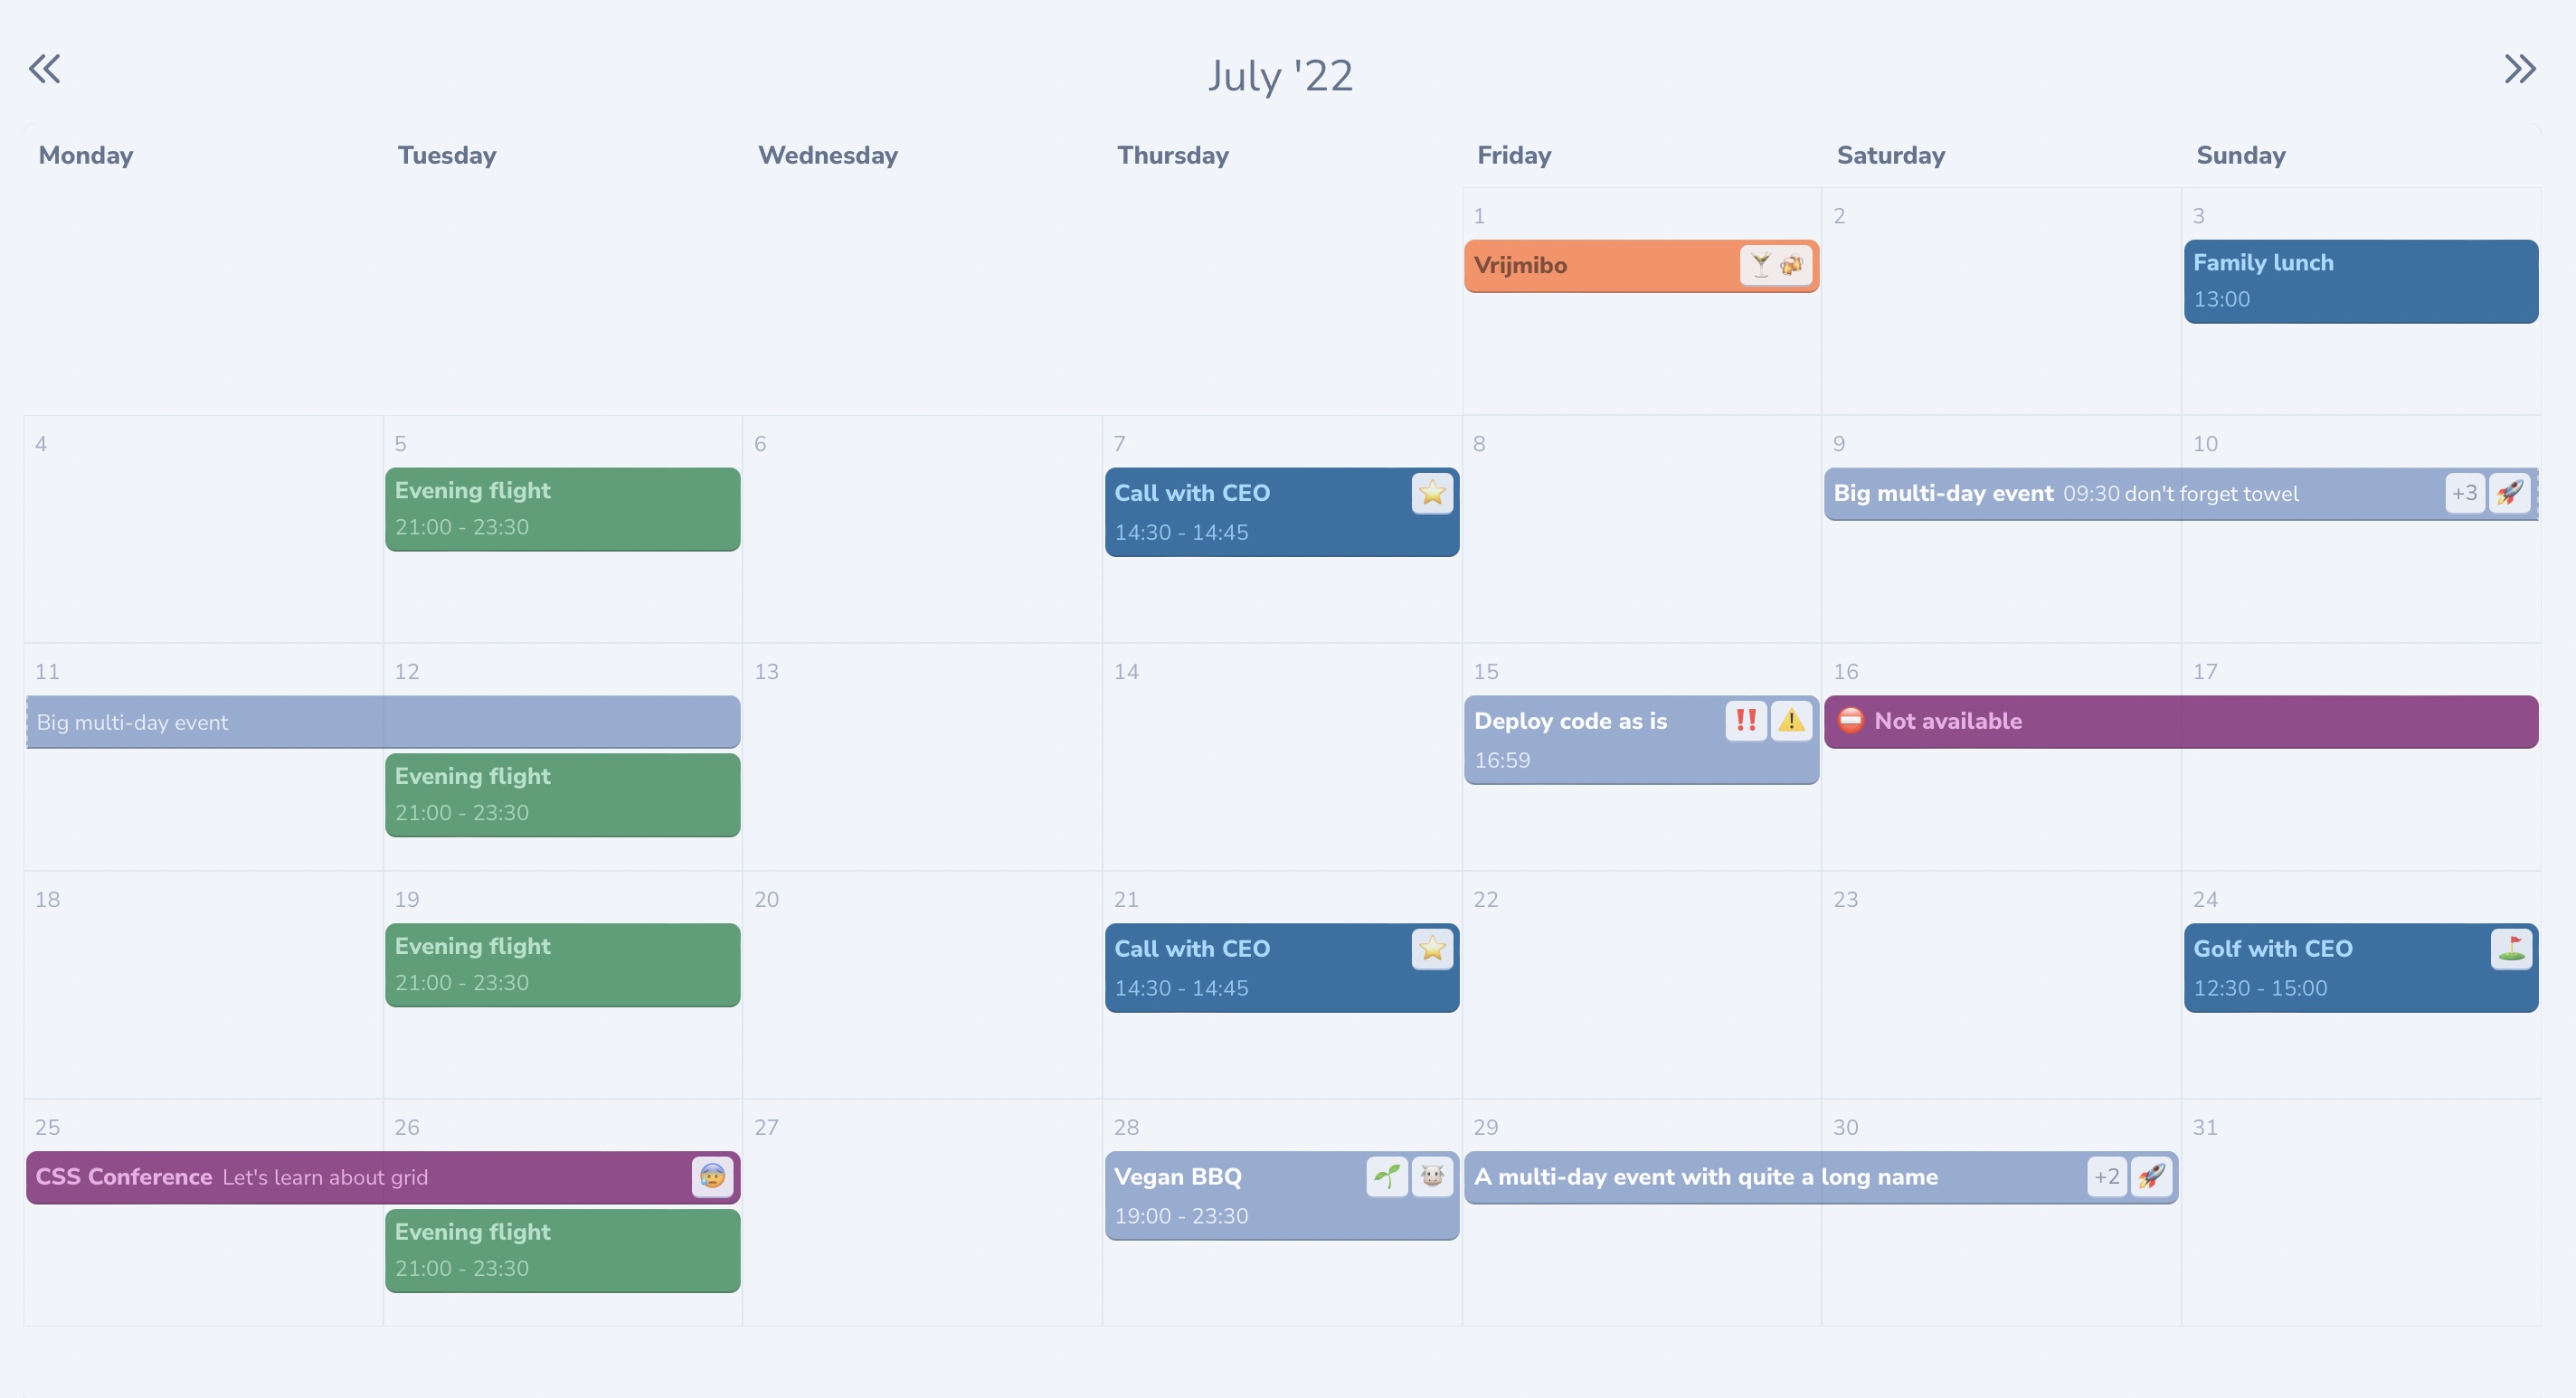 July '22
Monday Tuesday Wednesday Thursday Friday Saturday Sunday
1 2 3
Vrijmibo
Family lunch
13:00
4 5 6 7 8 9 10
Evening flight
21:00 - 23:30
Call with CEO
14:30 - 14:45
Big multi-day event 09:30 don't forget towel +3
11 12 13 14 15 16 17
Big multi-day event
Evening flight
21:00 - 23:30
Deploy code as is
16:59
Not available
18 19 20 21 22 23 24
Evening flight
21:00 - 23:30
Call with CEO
14:30 - 14:45
Golf with CEO
12:30 - 15:00
25 26 27 28 29 30 31
CSS Conference Let's learn about grid
Evening flight
21:00 - 23:30
Vegan BBQ
19:00 - 23:30
A multi-day event with quite a long name +2